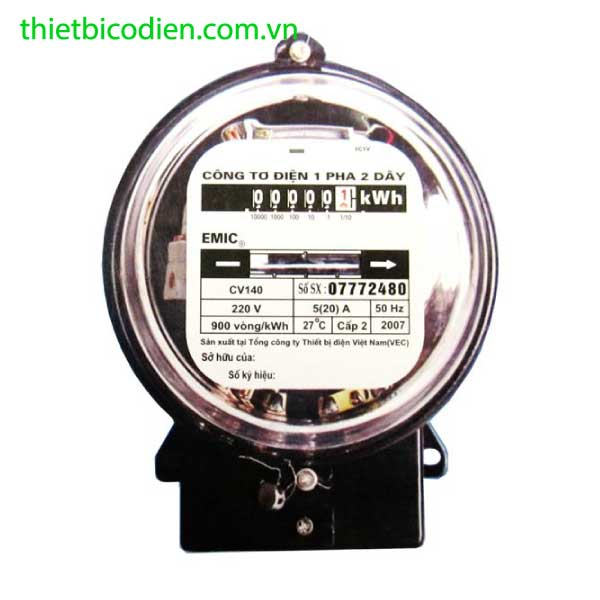 thietbicodien.com.vn
CÔNG TƠ ĐIỆN 1 PHA 2 DÂY
0 0 0 0 0 1 kWh
10000 1000 100 10 1 1/10
EMIC®
CV140 Số SX : 07772480
220 V 5(20) A 50 Hz
900 vòng/kWh 27°C Cấp 2 2007
Sản xuất tại Tổng công ty Thiết bị điện Việt Nam(VEC)
Sở hữu của:
Số ký hiệu: